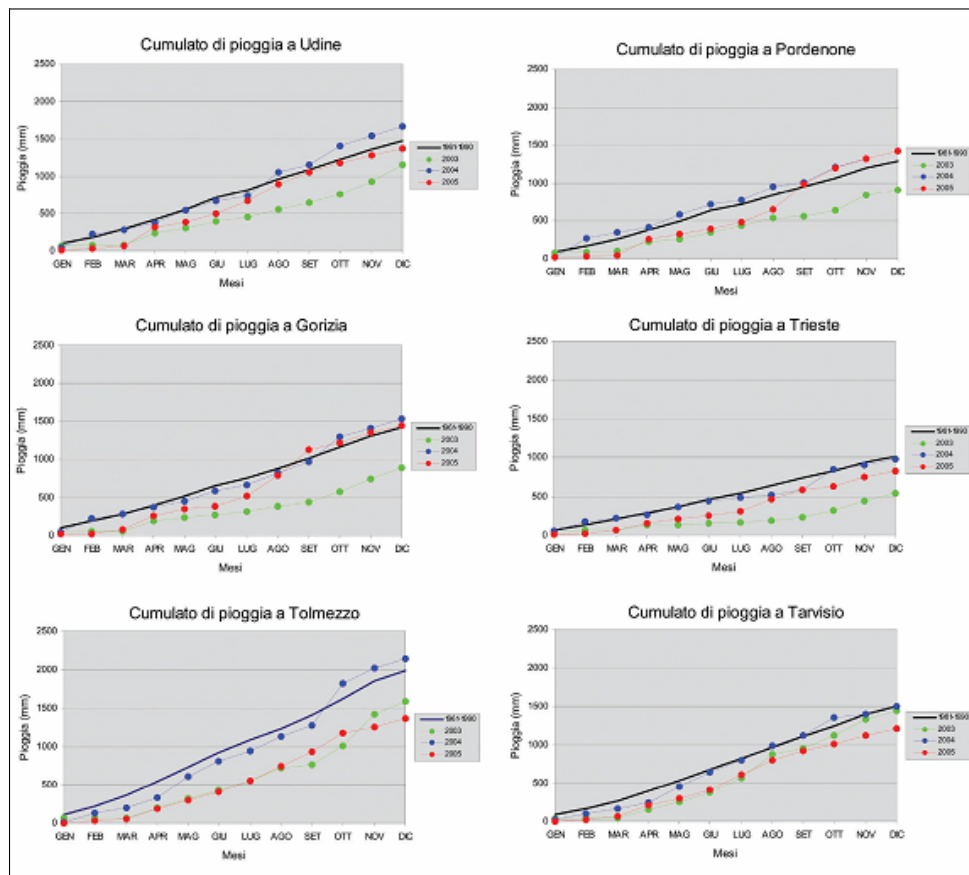 Cumulato di pioggia a Udine
Pioggia (mm)
2500
2000
1500
1000
500
0
GEN FEB MAR APR MAG GIU LUG AGO SET OTT NOV DIC
Mesi
1961-1990
2003
2004
2005
Cumulato di pioggia a Pordenone
Pioggia (mm)
2500
2000
1500
1000
500
0
GEN FEB MAR APR MAG GIU LUG AGO SET OTT NOV DIC
Mesi
1961-1990
2003
2004
2005
Cumulato di pioggia a Gorizia
Pioggia (mm)
2500
2000
1500
1000
500
0
GEN FEB MAR APR MAG GIU LUG AGO SET OTT NOV DIC
Mesi
1961-1990
2003
2004
2005
Cumulato di pioggia a Trieste
Pioggia (mm)
2500
2000
1500
1000
500
0
GEN FEB MAR APR MAG GIU LUG AGO SET OTT NOV DIC
Mesi
1961-1990
2003
2004
2005
Cumulato di pioggia a Tolmezzo
Pioggia (mm)
2500
2000
1500
1000
500
0
GEN FEB MAR APR MAG GIU LUG AGO SET OTT NOV DIC
Mesi
1961-1990
2003
2004
2005
Cumulato di pioggia a Tarvisio
Pioggia (mm)
2500
2000
1500
1000
500
0
GEN FEB MAR APR MAG GIU LUG AGO SET OTT NOV DIC
Mesi
1961-1990
2003
2004
2005